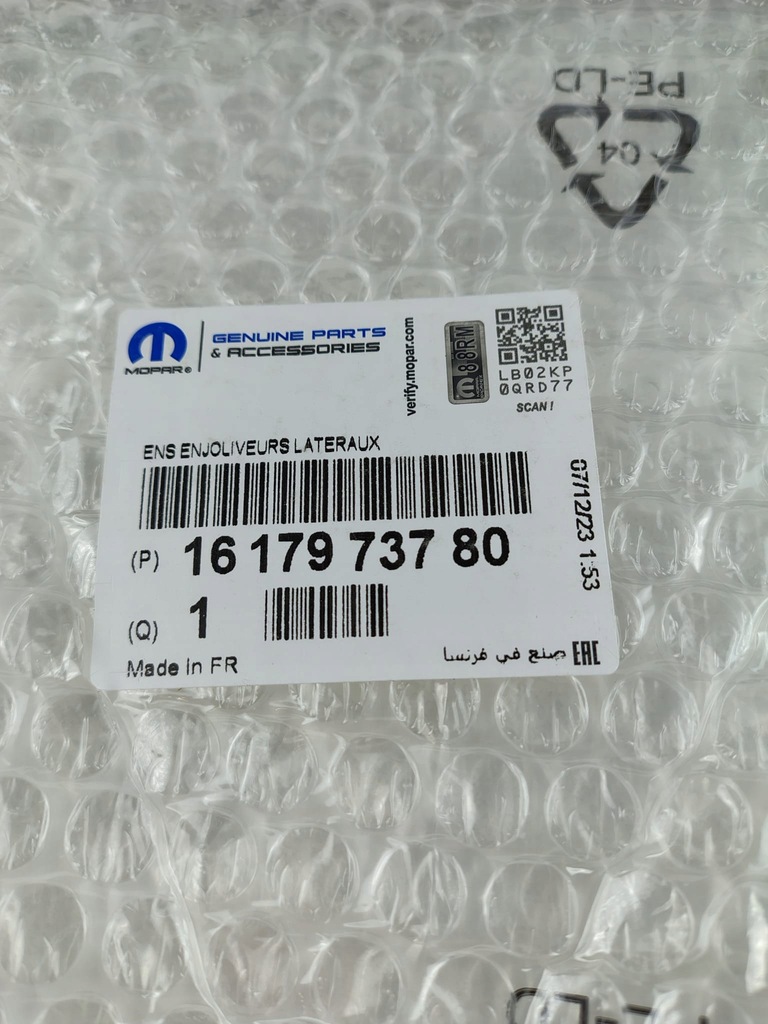 PE-LD
04
MOPAR®
GENUINE PARTS
& ACCESSORIES
verify.mopar.com
88RM
LB02KP
0QRD77
SCAN!
ENS ENJOLIVEURS LATERAUX
07/12/23 1:53
(P) 16 179 737 80
(Q) 1
Made In FR
صنع في فرنسا EAC